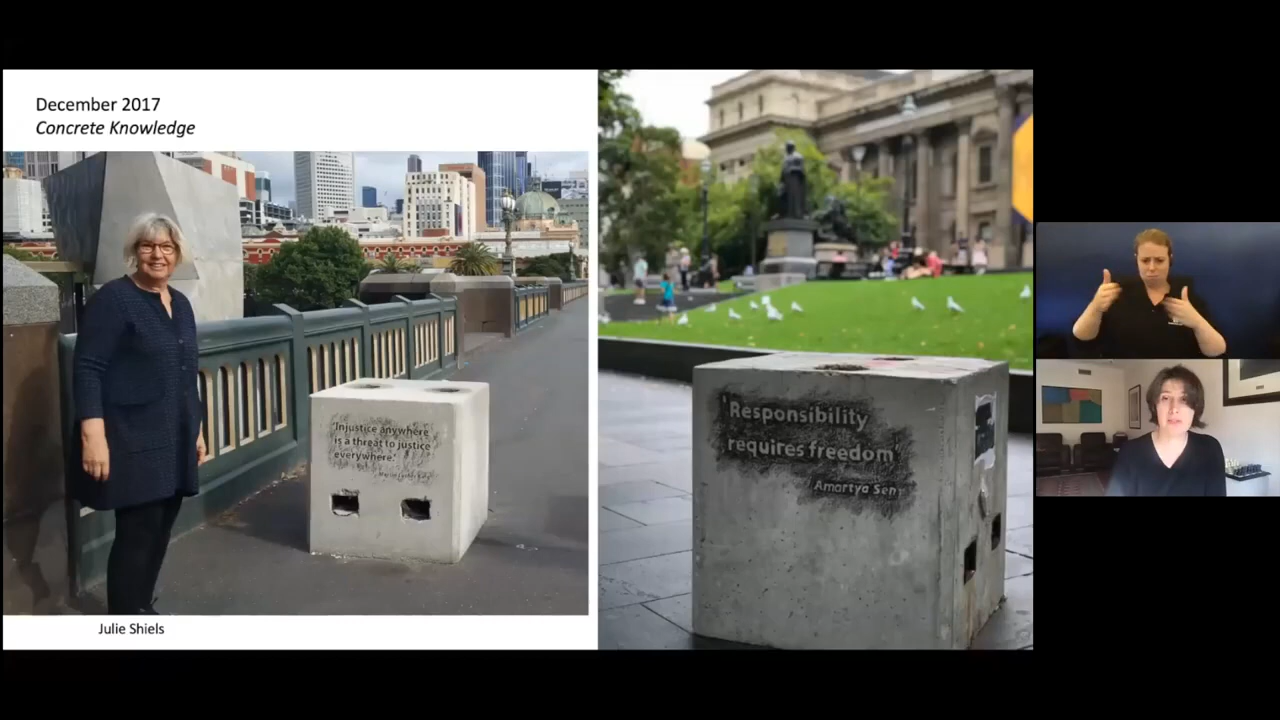 December 2017
Concrete Knowledge
'Injustice anywhere
is a threat to justice
everywhere.'
Julie Shiels
'Responsibility
requires freedom'
Amartya Sen